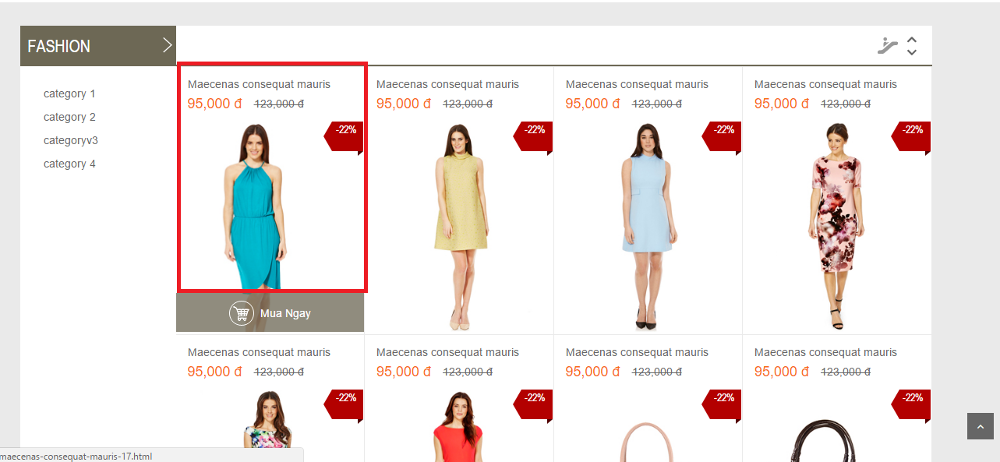 FASHION
category 1
category 2
categoryv3
category 4
Maecenas consequat mauris
95,000 đ 123,000 đ
-22%
Mua Ngay
Maecenas consequat mauris
95,000 đ 123,000 đ
-22%
Maecenas consequat mauris
95,000 đ 123,000 đ
-22%
Maecenas consequat mauris
95,000 đ 123,000 đ
-22%
Maecenas consequat mauris
95,000 đ 123,000 đ
-22%
Maecenas consequat mauris
95,000 đ 123,000 đ
-22%
Maecenas consequat mauris
95,000 đ 123,000 đ
-22%
Maecenas consequat mauris
95,000 đ 123,000 đ
-22%
maecenas-consequat-mauris-17.html